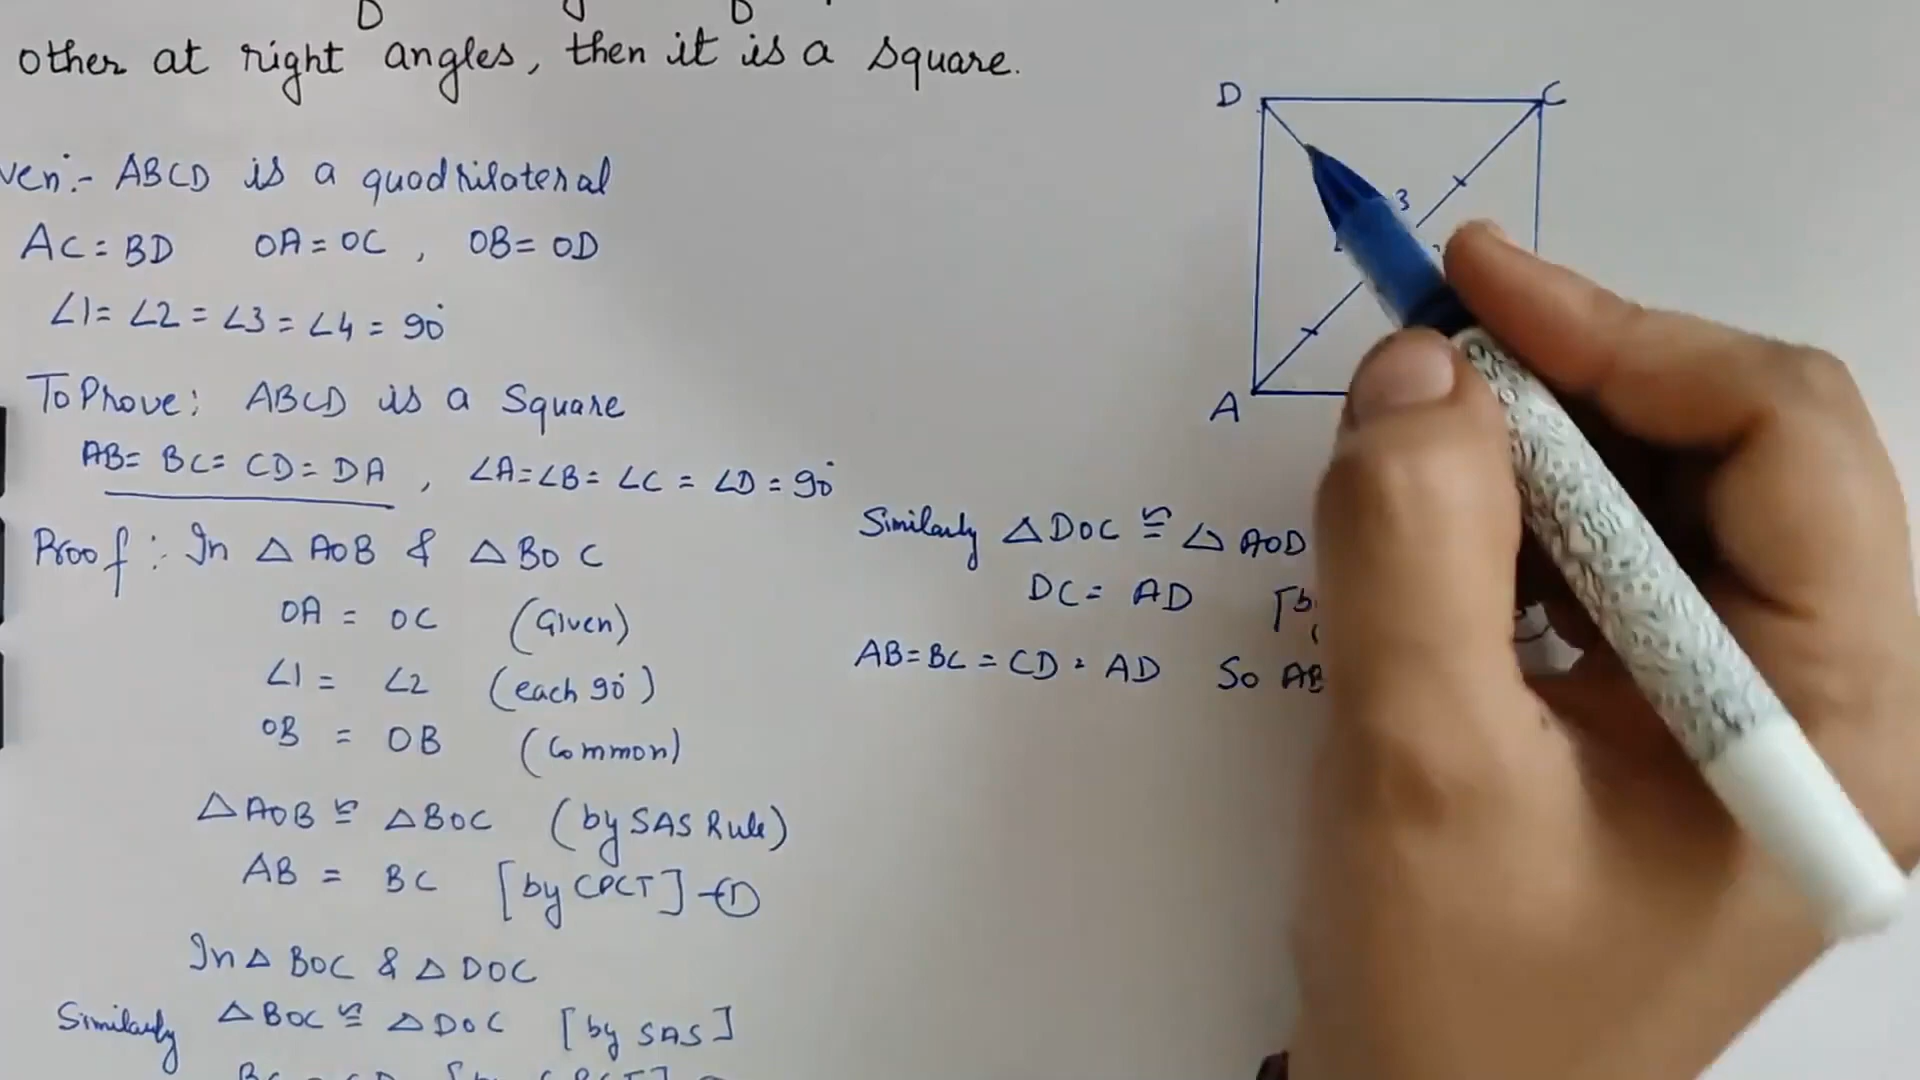 other at right angles, then it is a square.
ven:- ABCD is a quadrilateral
AC = BD OA = OC , OB = OD
∠1 = ∠2 = ∠3 = ∠4 = 90°
To Prove: ABCD is a Square
AB = BC = CD = DA , ∠A = ∠B = ∠C = ∠D = 90°
Proof :- In △ AOB & △ BOC
OA = OC (Given)
∠1 = ∠2 (each 90°)
OB = OB (Common)
△AOB ≅ △BOC (by SAS Rule)
AB = BC [by CPCT] -①
In △ BOC & △ DOC
Similarly △BOC ≅ △DOC [by SAS]
Similarly △DOC ≅ △ AOD
DC = AD [b
AB = BC = CD = AD So AB
D
C
3
A